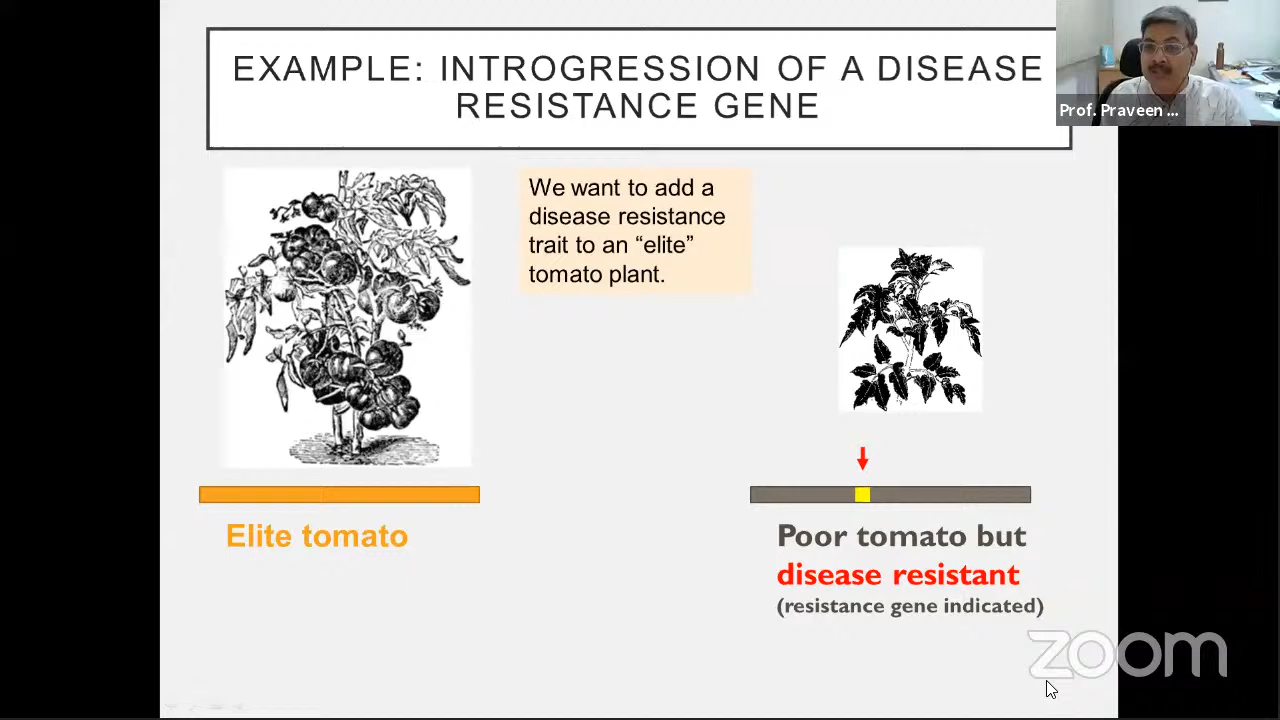 EXAMPLE: INTROGRESSION OF A DISEASE
RESISTANCE GENE
Prof. Praveen ...
We want to add a
disease resistance
trait to an “elite”
tomato plant.
Elite tomato
Poor tomato but
disease resistant
(resistance gene indicated)
zoom